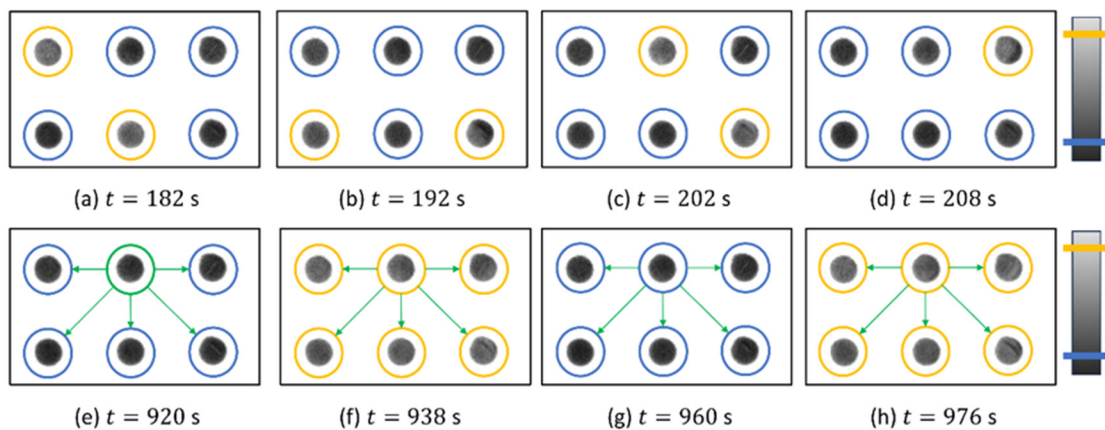 (a) t = 182 s
(b) t = 192 s
(c) t = 202 s
(d) t = 208 s
(e) t = 920 s
(f) t = 938 s
(g) t = 960 s
(h) t = 976 s